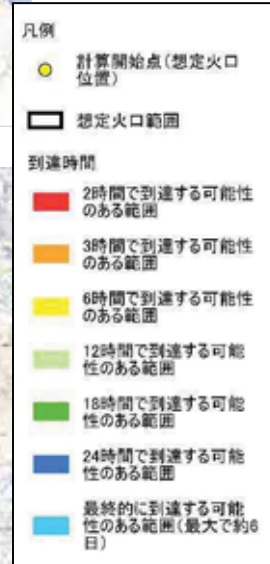 凡例
計算開始点(想定火口
位置)
想定火口範囲
到達時間
2時間で到達する可能性
のある範囲
3時間で到達する可能性
のある範囲
6時間で到達する可能性
のある範囲
12時間で到達する可能
性のある範囲
18時間で到達する可能
性のある範囲
24時間で到達する可能
性のある範囲
最終的に到達する可能
性のある範囲(最大で約6
日)